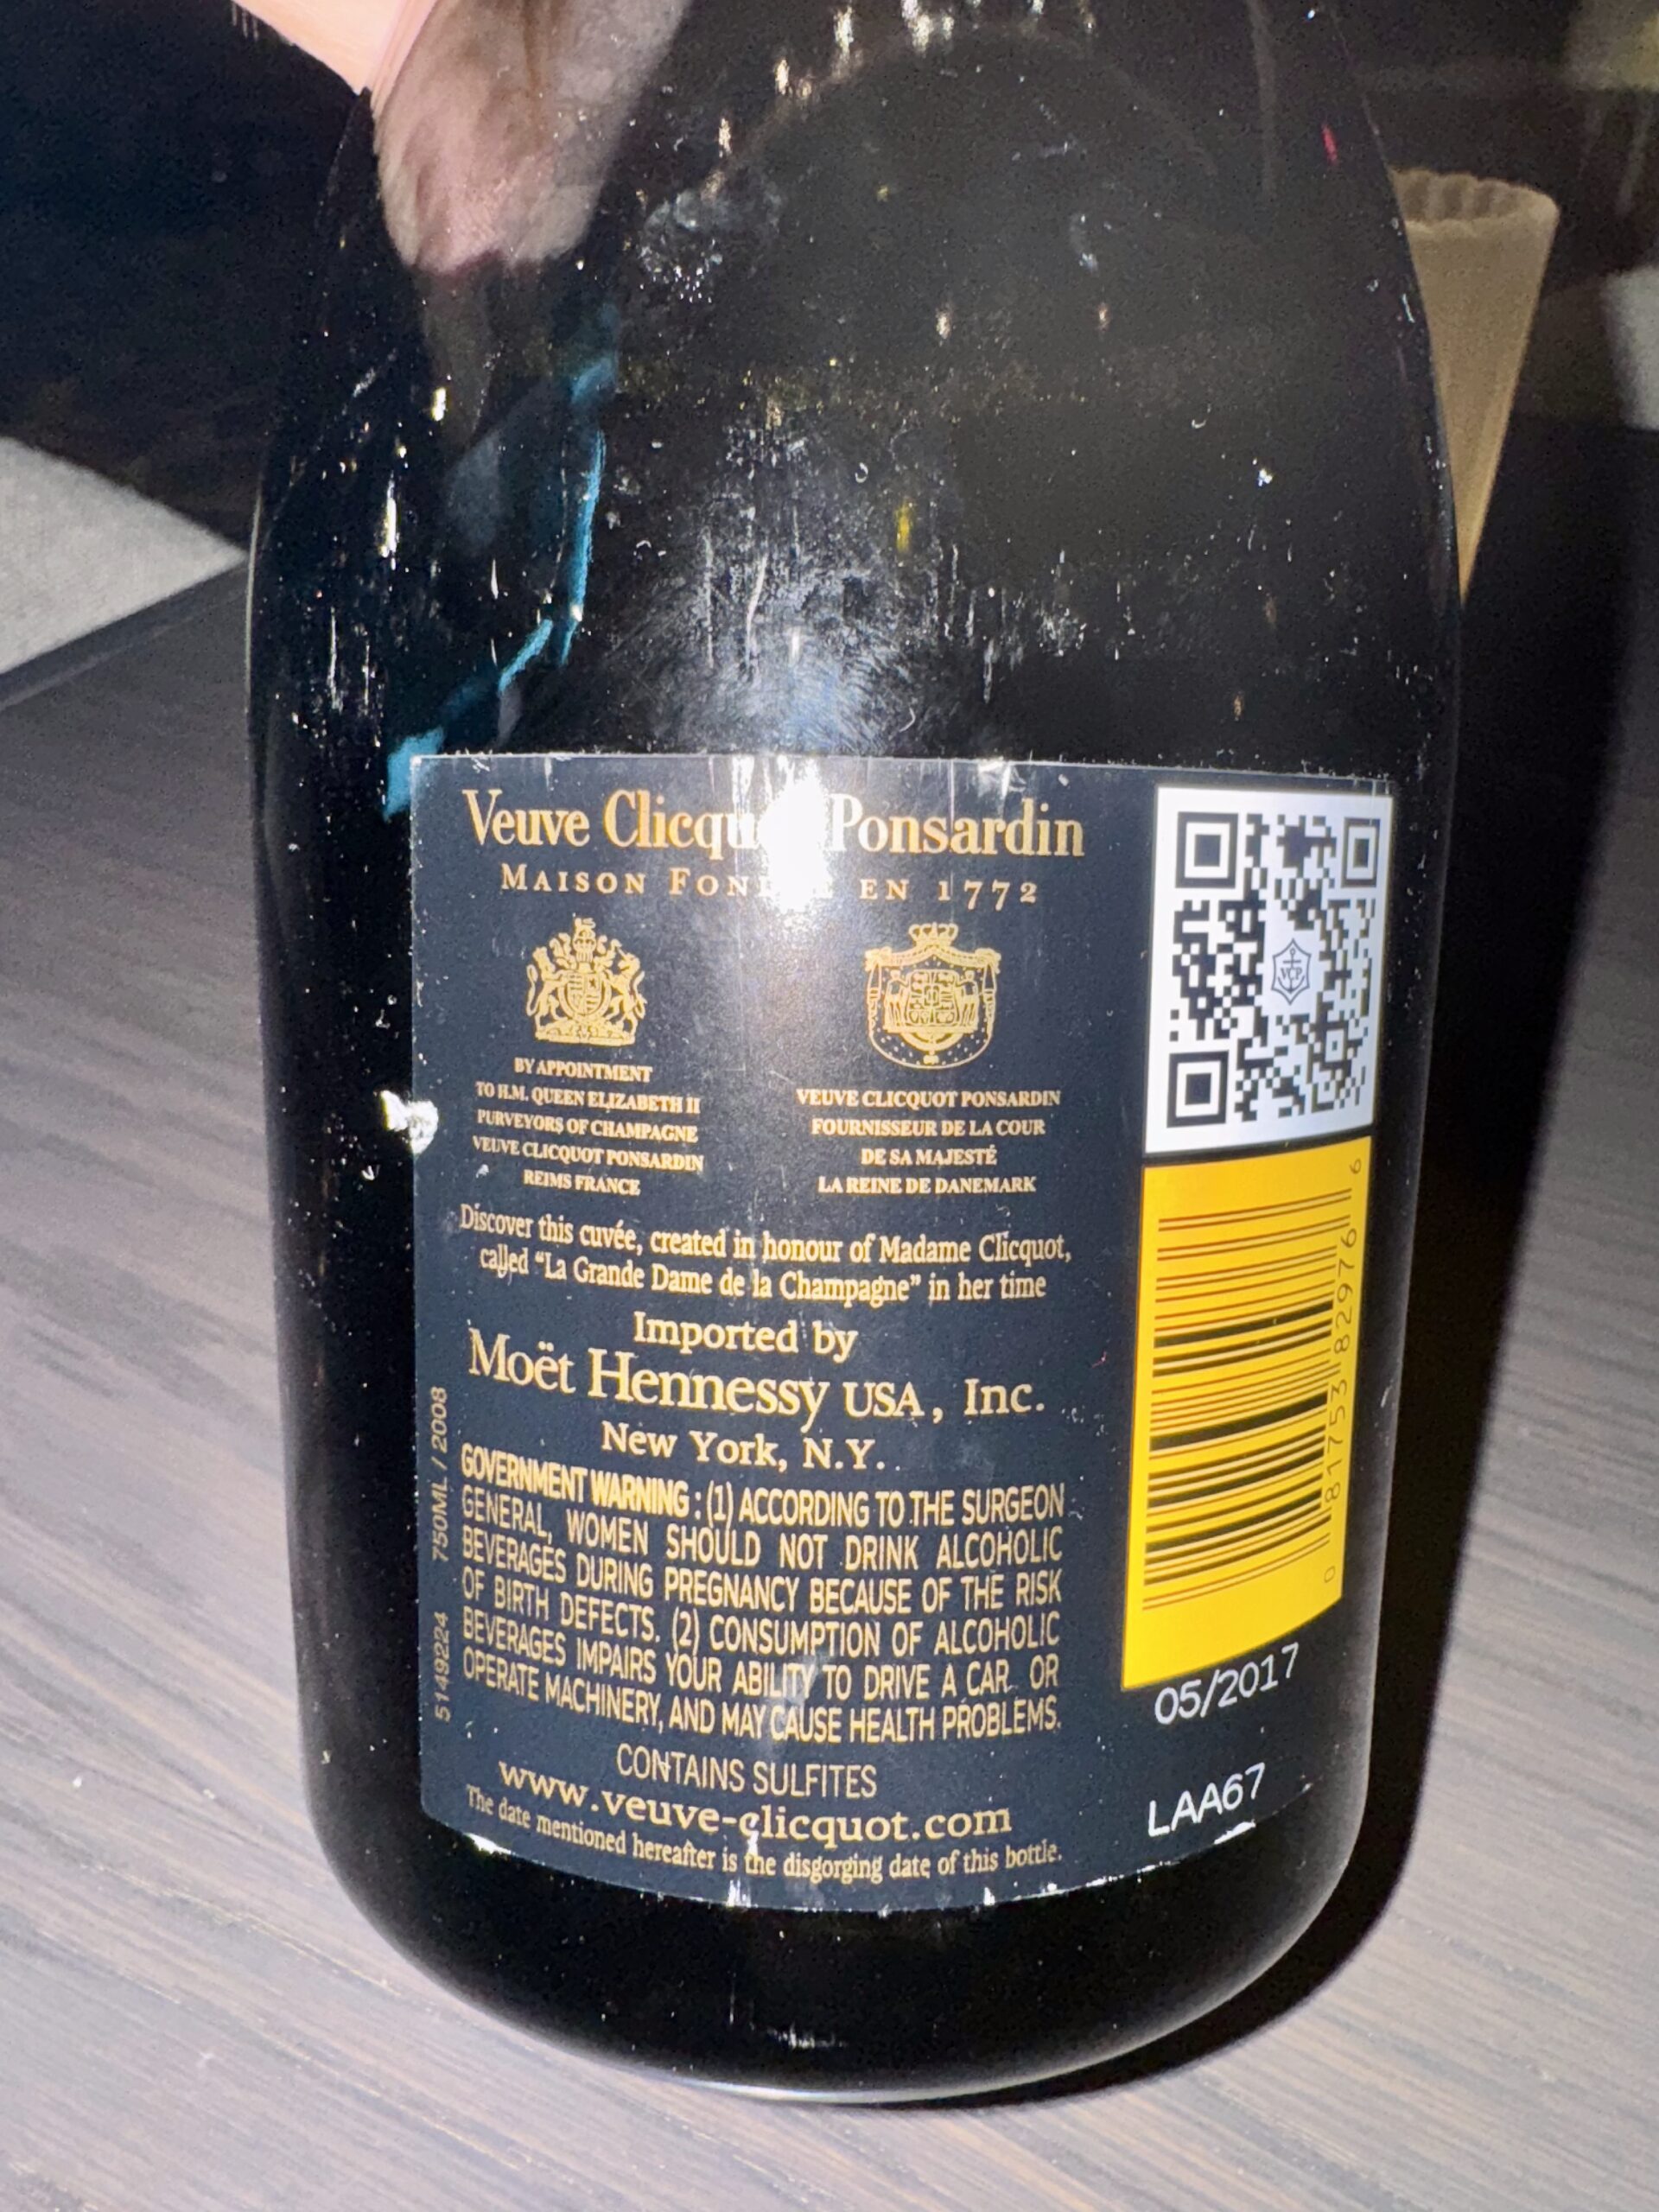 Veuve Ponsardin
MAISON EN 1772
BY APPOINTMENT
TO H.M. QUEEN ELIZABETH II
PURVEYORS OF CHAMPAGNE
VEUVE CLICQUOT PONSARDIN
REIMS FRANCE
VEUVE CLICQUOT PONSARDIN
FOURNISSEUR DE LA COUR
DE SA MAJESTÉ
LA REINE DE DANEMARK
Discover this cuvée, created in honour of Madame Clicquot,
called “La Grande Dame de la Champagne” in her time
Imported by
Moët Hennessy USA, Inc.
New York, N.Y.
GOVERNMENT WARNING : (1) ACCORDING TO THE SURGEON
GENERAL, WOMEN SHOULD NOT DRINK ALCOHOLIC
BEVERAGES DURING PREGNANCY BECAUSE OF THE RISK
OF BIRTH DEFECTS. (2) CONSUMPTION OF ALCOHOLIC
BEVERAGES IMPAIRS YOUR ABILITY TO DRIVE A CAR OR
OPERATE MACHINERY, AND MAY CAUSE HEALTH PROBLEMS.
CONTAINS SULFITES
www.veuve-clicquot.com
The date mentioned hereafter is the disgorging date of this bottle.
5149224 750ML / 2008
VCP
0 81753 82976 6
05/2017
LAA67